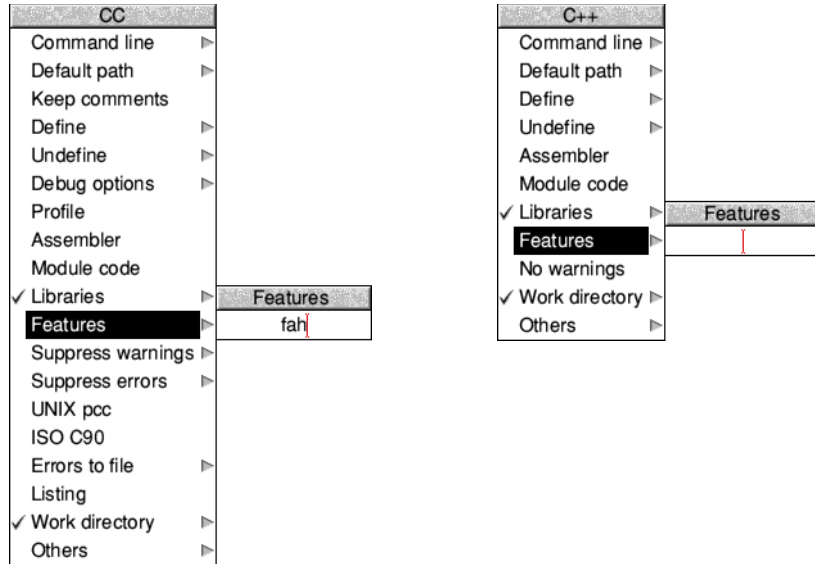 CC
Command line
Default path
Keep comments
Define
Undefine
Debug options
Profile
Assembler
Module code
Libraries
Features
Suppress warnings
Suppress errors
UNIX pcc
ISO C90
Errors to file
Listing
Work directory
Others
Features
fah
C++
Command line
Default path
Define
Undefine
Assembler
Module code
Libraries
Features
No warnings
Work directory
Others
Features